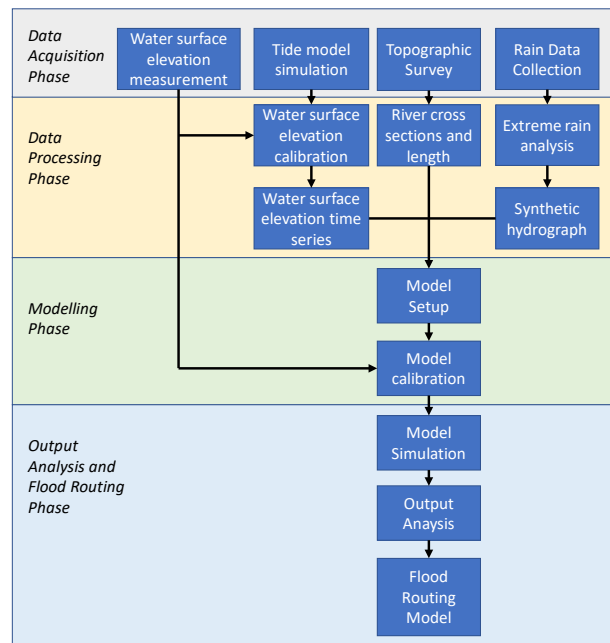 Data
Acquisition
Phase
Water surface
elevation
measurement
Tide model
simulation
Topographic
Survey
Rain Data
Collection
Data
Processing
Phase
Water surface
elevation
calibration
River cross
sections and
length
Extreme rain
analysis
Water surface
elevation time
series
Synthetic
hydrograph
Modelling
Phase
Model
Setup
Model
calibration
Output
Analysis and
Flood Routing
Phase
Model
Simulation
Output
Anaysis
Flood
Routing
Model